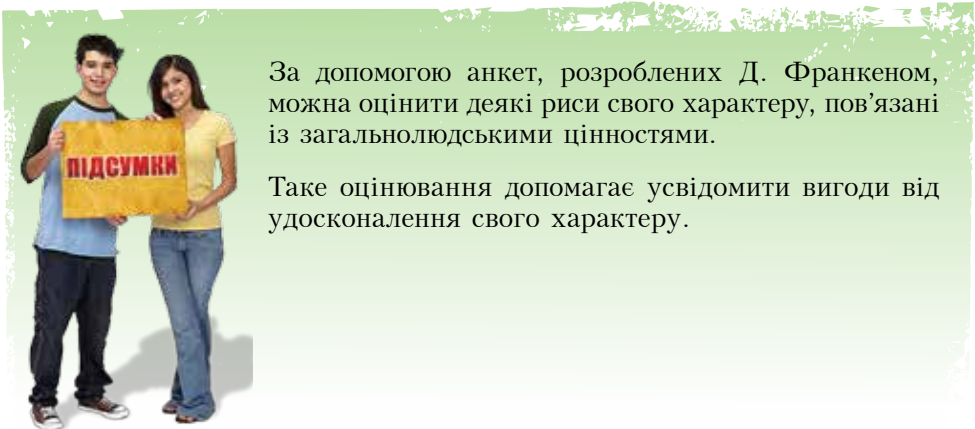 ПІДСУМКИ
За допомогою анкет, розроблених Д. Франкеном,
можна оцінити деякі риси свого характеру, пов’язані
із загальнолюдськими цінностями.
Таке оцінювання допомагає усвідомити вигоди від
удосконалення свого характеру.